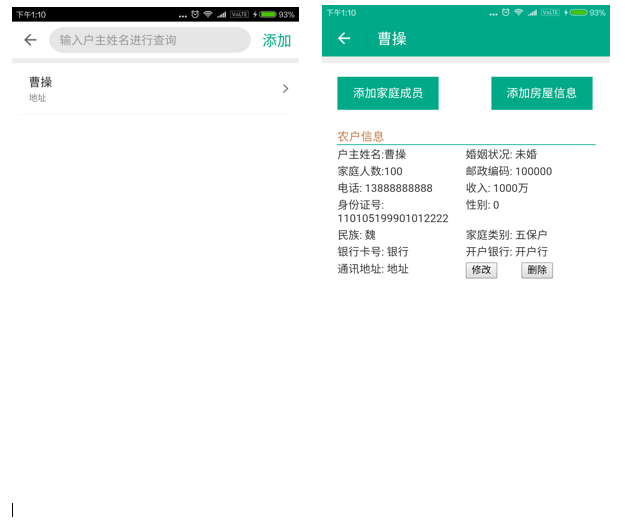 下午1:10
... VoLTE 93%
输入户主姓名进行查询
添加
曹操
地址
下午1:10
... VoLTE 93%
曹操
添加家庭成员
添加房屋信息
农户信息
户主姓名:曹操 婚姻状况: 未婚
家庭人数:100 邮政编码: 100000
电话: 13888888888 收入: 1000万
身份证号: 性别: 0
110105199901012222
民族: 魏 家庭类别: 五保户
银行卡号: 银行 开户银行: 开户行
通讯地址: 地址 修改 删除